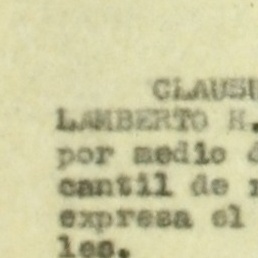 CLAUSU
LAMBERTO H.
por medio d
cantil de
expresa el
les.